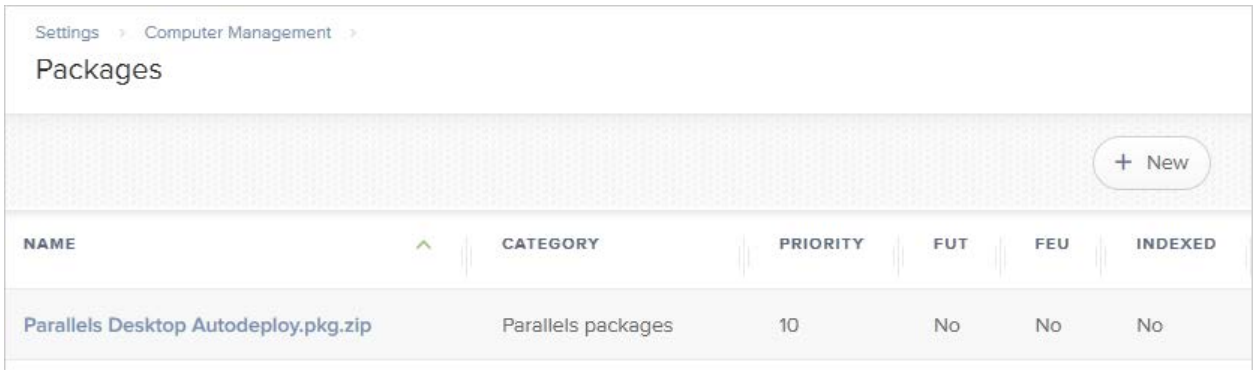 Settings > Computer Management >
Packages
+ New
NAME CATEGORY PRIORITY FUT FEU INDEXED
Parallels Desktop Autodeploy.pkg.zip Parallels packages 10 No No No